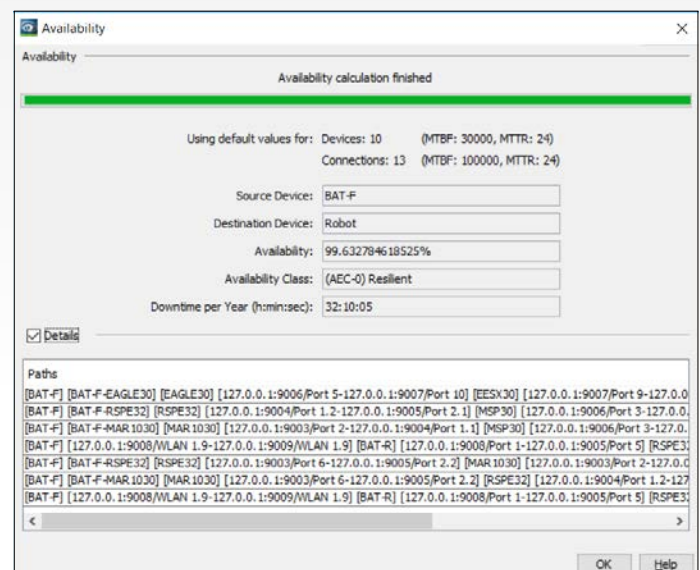 Availability
Availability
Availability calculation finished
Using default values for: Devices: 10 (MTBF: 30000, MTTR: 24)
Connections: 13 (MTBF: 100000, MTTR: 24)
Source Device: BAT-F
Destination Device: Robot
Availability: 99.632784618525%
Availability Class: (AEC-0) Resilient
Downtime per Year (h:min:sec): 32:10:05
Details
Paths
[BAT-F] [BAT-F-EAGLE30] [EAGLE30] [127.0.0.1:9006/Port 5-127.0.0.1:9007/Port 10] [EESX30] [127.0.0.1:9007/Port 9-127.0.0
[BAT-F] [BAT-F-RSPE32] [RSPE32] [127.0.0.1:9004/Port 1.2-127.0.0.1:9005/Port 2.1] [MSP30] [127.0.0.1:9006/Port 3-127.0.0.
[BAT-F] [BAT-F-MAR1030] [MAR1030] [127.0.0.1:9003/Port 2-127.0.0.1:9004/Port 1.1] [MSP30] [127.0.0.1:9006/Port 3-127.0.
[BAT-F] [127.0.0.1:9008/WLAN 1.9-127.0.0.1:9009/WLAN 1.9] [BAT-R] [127.0.0.1:9008/Port 1-127.0.0.1:9005/Port 5] [RSPE32
[BAT-F] [BAT-F-RSPE32] [RSPE32] [127.0.0.1:9003/Port 6-127.0.0.1:9005/Port 2.2] [MAR1030] [127.0.0.1:9003/Port 2-127.0.0
[BAT-F] [BAT-F-MAR1030] [MAR1030] [127.0.0.1:9003/Port 6-127.0.0.1:9005/Port 2.2] [RSPE32] [127.0.0.1:9004/Port 1.2-127
[BAT-F] [127.0.0.1:9008/WLAN 1.9-127.0.0.1:9009/WLAN 1.9] [BAT-R] [127.0.0.1:9008/Port 1-127.0.0.1:9005/Port 5] [RSPE32
OK Help